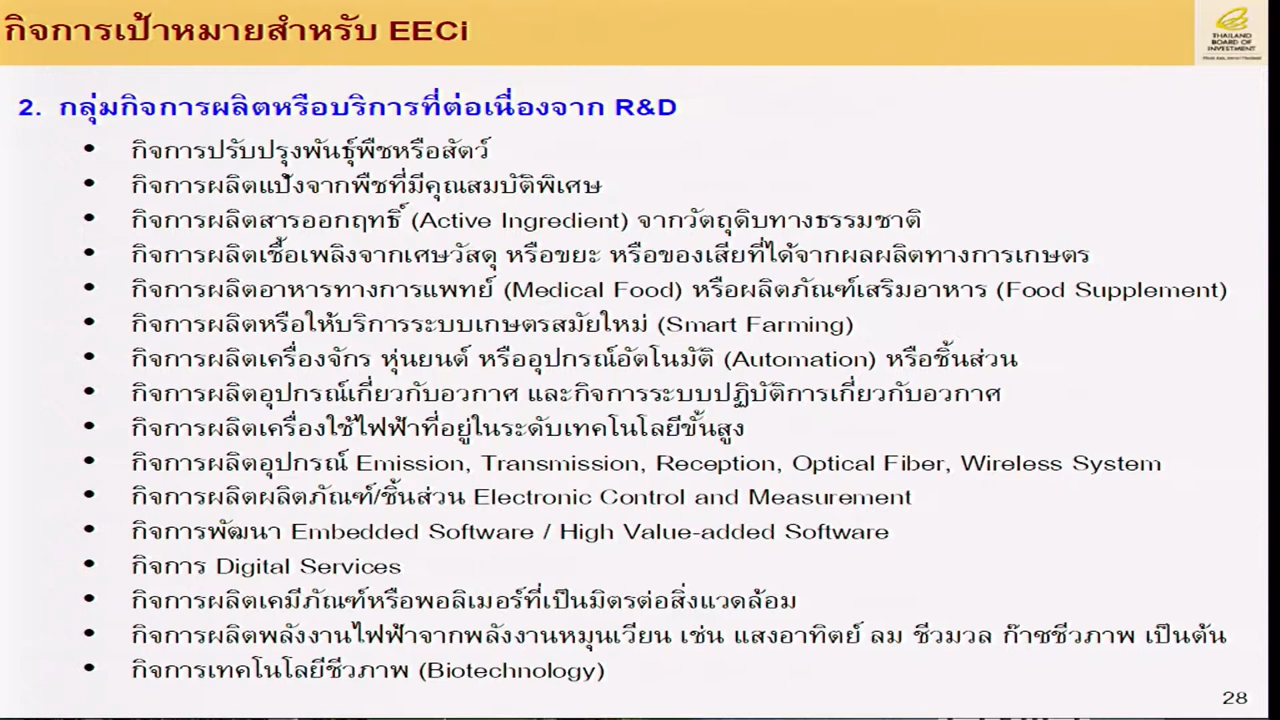 กิจการเป้าหมายสำหรับ EECi
THAILAND
BOARD OF
INVESTMENT
2. กลุ่มกิจการผลิตหรือบริการที่ต่อเนื่องจาก R&D
• กิจการปรับปรุงพันธุ์พืชหรือสัตว์
• กิจการผลิตแป้งจากพืชที่มีคุณสมบัติพิเศษ
• กิจการผลิตสารออกฤทธิ์ (Active Ingredient) จากวัตถุดิบทางธรรมชาติ
• กิจการผลิตเชื้อเพลิงจากเศษวัสดุ หรือขยะ หรือของเสียที่ได้จากผลผลิตทางการเกษตร
• กิจการผลิตอาหารทางการแพทย์ (Medical Food) หรือผลิตภัณฑ์เสริมอาหาร (Food Supplement)
• กิจการผลิตหรือให้บริการระบบเกษตรสมัยใหม่ (Smart Farming)
• กิจการผลิตเครื่องจักร หุ่นยนต์ หรืออุปกรณ์อัตโนมัติ (Automation) หรือชิ้นส่วน
• กิจการผลิตอุปกรณ์เกี่ยวกับอวกาศ และกิจการระบบปฏิบัติการเกี่ยวกับอวกาศ
• กิจการผลิตเครื่องใช้ไฟฟ้าที่อยู่ในระดับเทคโนโลยีขั้นสูง
• กิจการผลิตอุปกรณ์ Emission, Transmission, Reception, Optical Fiber, Wireless System
• กิจการผลิตผลิตภัณฑ์/ชิ้นส่วน Electronic Control and Measurement
• กิจการพัฒนา Embedded Software / High Value-added Software
• กิจการ Digital Services
• กิจการผลิตเคมีภัณฑ์หรือพอลิเมอร์ที่เป็นมิตรต่อสิ่งแวดล้อม
• กิจการผลิตพลังงานไฟฟ้าจากพลังงานหมุนเวียน เช่น แสงอาทิตย์ ลม ชีวมวล ก๊าซชีวภาพ เป็นต้น
• กิจการเทคโนโลยีชีวภาพ (Biotechnology)
28